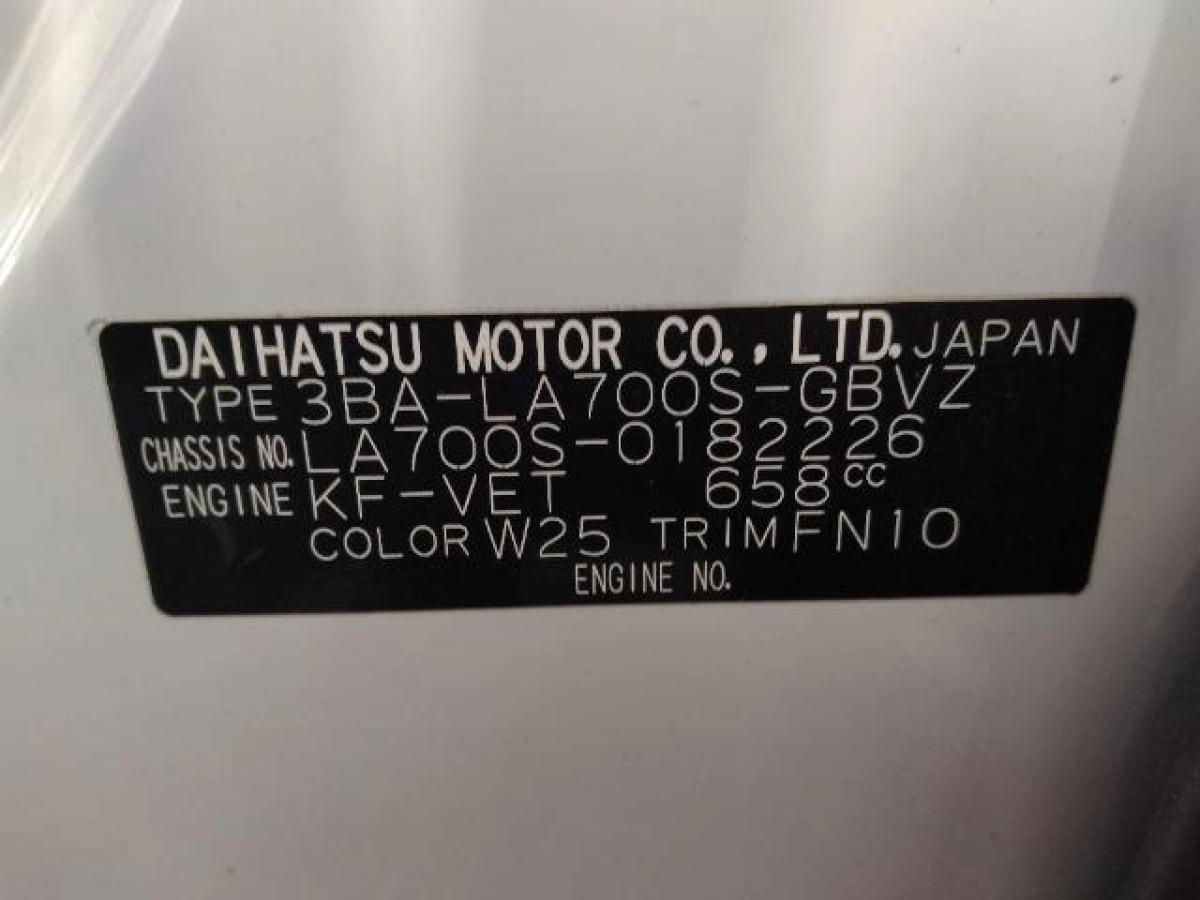 DAIHATSU MOTOR CO., LTD. JAPAN
TYPE 3BA-LA700S-GBVZ
CHASSIS NO. LA700S-0182226
ENGINE KF-VET 658cc
COLOR W25 TRIM FN10
ENGINE NO.